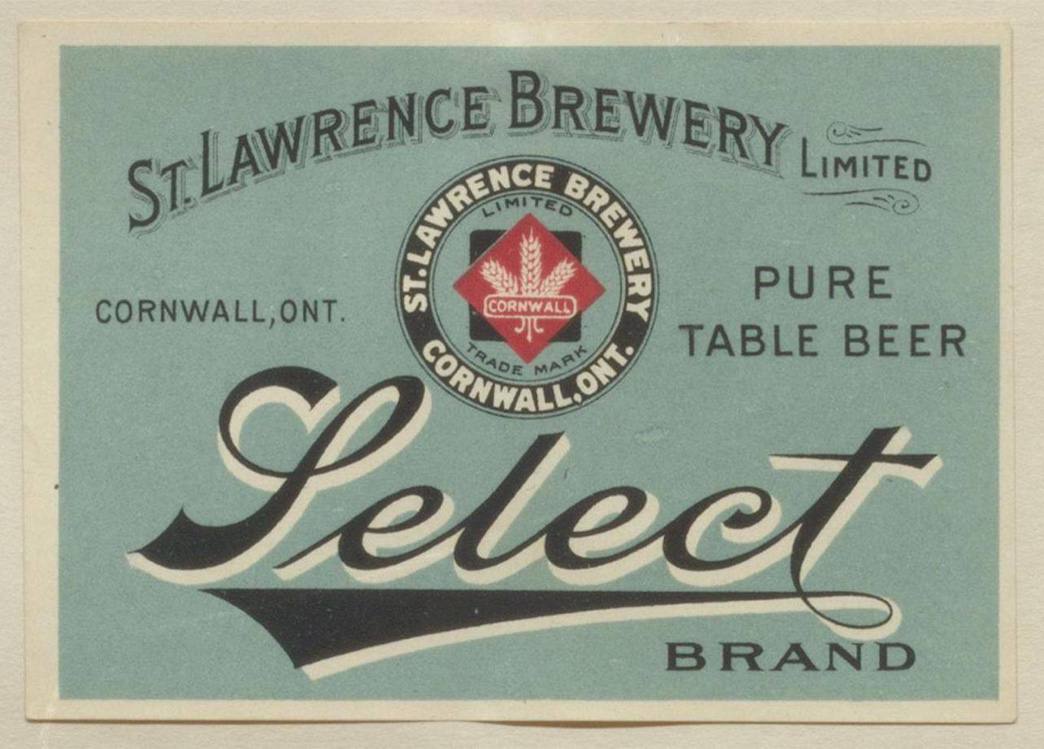 ST. LAWRENCE BREWERY LIMITED
ST. LAWRENCE BREWERY
LIMITED
CORNWALL
TRADE MARK
CORNWALL, ONT.
CORNWALL, ONT.
PURE
TABLE BEER
Select
BRAND